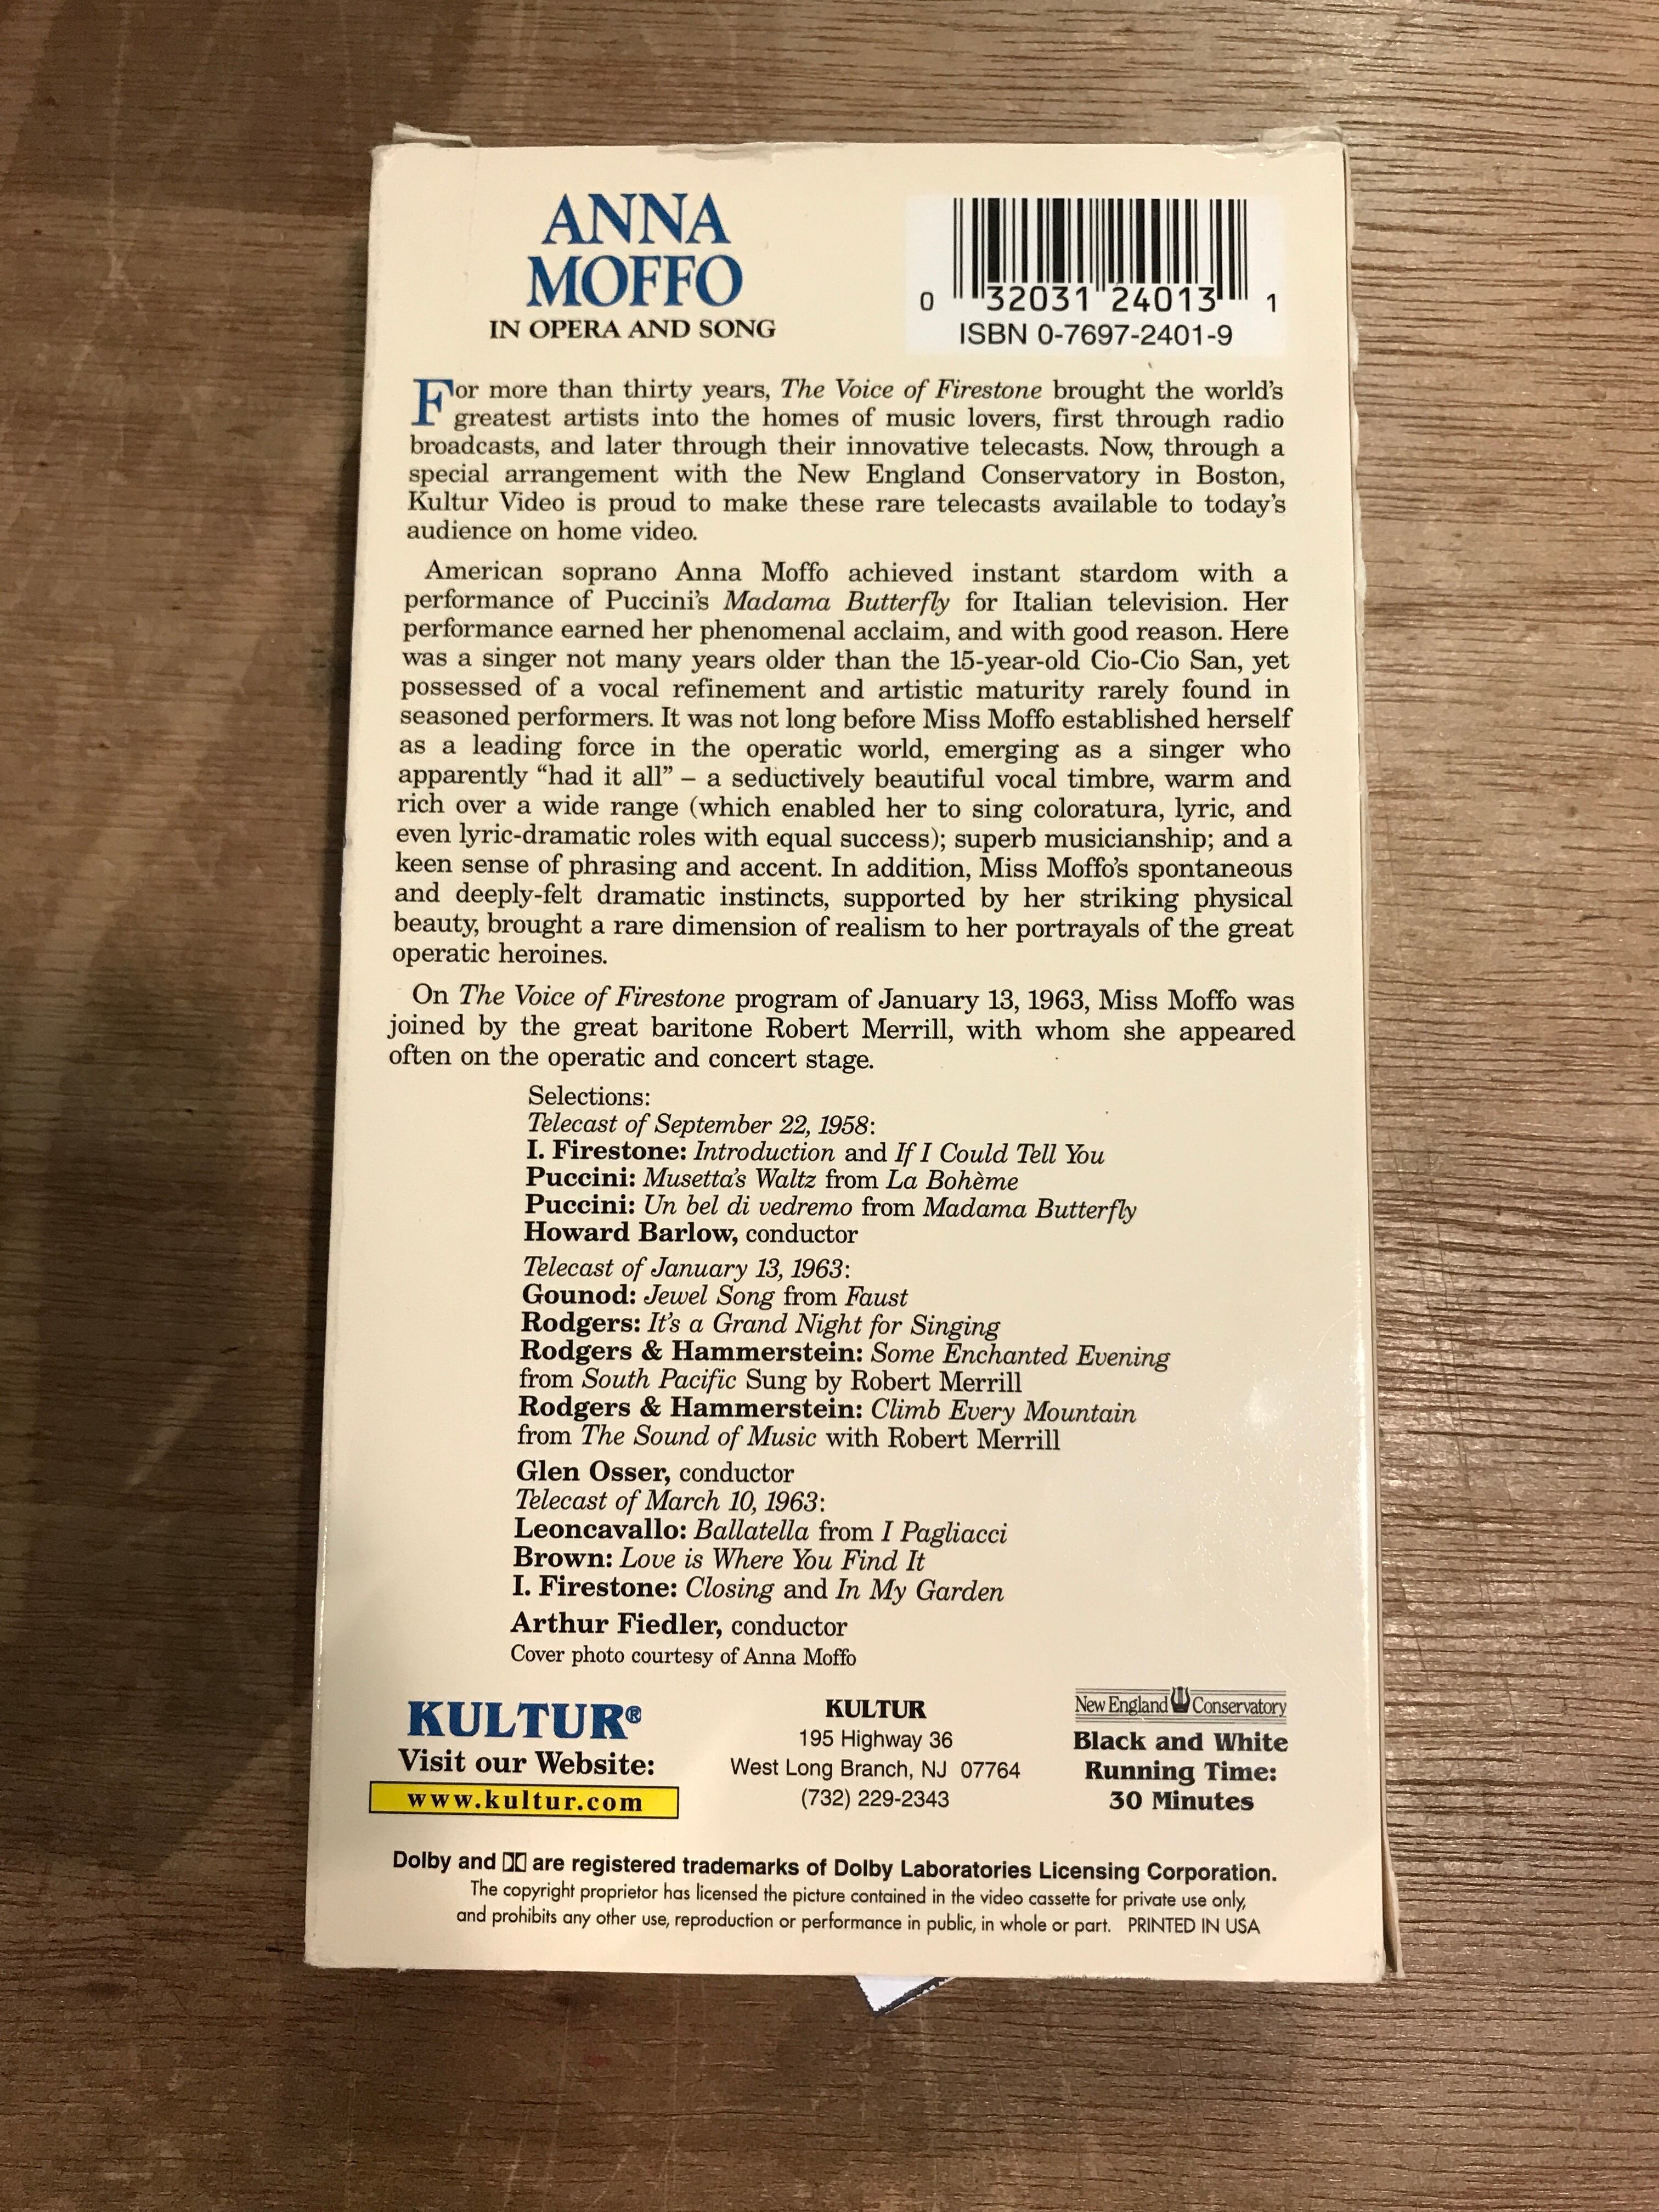 ANNA
MOFFO
IN OPERA AND SONG
0 32031 24013 1
ISBN 0-7697-2401-9
For more than thirty years, The Voice of Firestone brought the world's
greatest artists into the homes of music lovers, first through radio
broadcasts, and later through their innovative telecasts. Now, through a
special arrangement with the New England Conservatory in Boston,
Kultur Video is proud to make these rare telecasts available to today's
audience on home video.
American soprano Anna Moffo achieved instant stardom with a
performance of Puccini's Madama Butterfly for Italian television. Her
performance earned her phenomenal acclaim, and with good reason. Here
was a singer not many years older than the 15-year-old Cio-Cio San, yet
possessed of a vocal refinement and artistic maturity rarely found in
seasoned performers. It was not long before Miss Moffo established herself
as a leading force in the operatic world, emerging as a singer who
apparently “had it all” – a seductively beautiful vocal timbre, warm and
rich over a wide range (which enabled her to sing coloratura, lyric, and
even lyric-dramatic roles with equal success); superb musicianship; and a
keen sense of phrasing and accent. In addition, Miss Moffo's spontaneous
and deeply-felt dramatic instincts, supported by her striking physical
beauty, brought a rare dimension of realism to her portrayals of the great
operatic heroines.
On The Voice of Firestone program of January 13, 1963, Miss Moffo was
joined by the great baritone Robert Merrill, with whom she appeared
often on the operatic and concert stage.
Selections:
Telecast of September 22, 1958:
I. Firestone: Introduction and If I Could Tell You
Puccini: Musetta's Waltz from La Bohème
Puccini: Un bel di vedremo from Madama Butterfly
Howard Barlow, conductor
Telecast of January 13, 1963:
Gounod: Jewel Song from Faust
Rodgers: It's a Grand Night for Singing
Rodgers & Hammerstein: Some Enchanted Evening
from South Pacific Sung by Robert Merrill
Rodgers & Hammerstein: Climb Every Mountain
from The Sound of Music with Robert Merrill
Glen Osser, conductor
Telecast of March 10, 1963:
Leoncavallo: Ballatella from I Pagliacci
Brown: Love is Where You Find It
I. Firestone: Closing and In My Garden
Arthur Fiedler, conductor
Cover photo courtesy of Anna Moffo
KULTUR®
Visit our Website:
www.kultur.com
KULTUR
195 Highway 36
West Long Branch, NJ 07764
(732) 229-2343
New England Conservatory
Black and White
Running Time:
30 Minutes
Dolby and are registered trademarks of Dolby Laboratories Licensing Corporation.
The copyright proprietor has licensed the picture contained in the video cassette for private use only,
and prohibits any other use, reproduction or performance in public, in whole or part. PRINTED IN USA